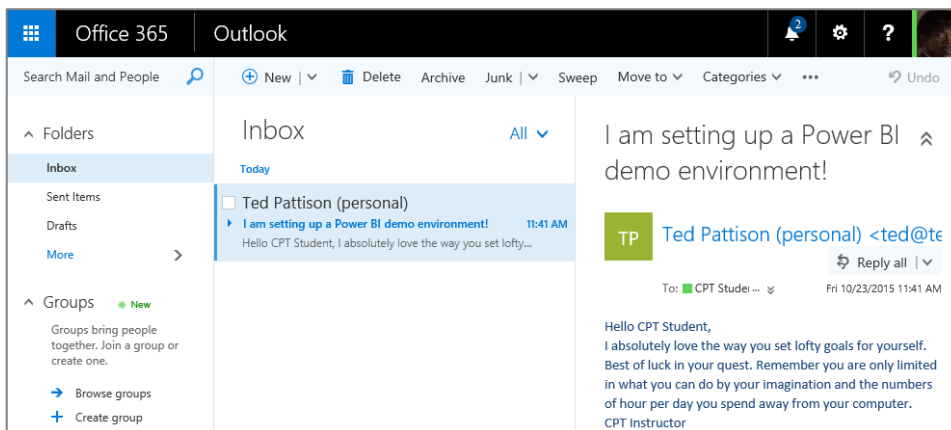 Office 365
Outlook
2
?
Search Mail and People
New
Delete
Archive
Junk
Sweep
Move to
Categories
...
Undo
Folders
Inbox
Sent Items
Drafts
More
Groups
New
Groups bring people
together. Join a group or
create one.
Browse groups
Create group
Inbox
All
Today
Ted Pattison (personal)
I am setting up a Power BI demo environment!
11:41 AM
Hello CPT Student, I absolutely love the way you set lofty...
I am setting up a Power BI
demo environment!
TP
Ted Pattison (personal) <ted@te
Reply all
To: CPT Studei ...
Fri 10/23/2015 11:41 AM
Hello CPT Student,
I absolutely love the way you set lofty goals for yourself.
Best of luck in your quest. Remember you are only limited
in what you can do by your imagination and the numbers
of hour per day you spend away from your computer.
CPT Instructor